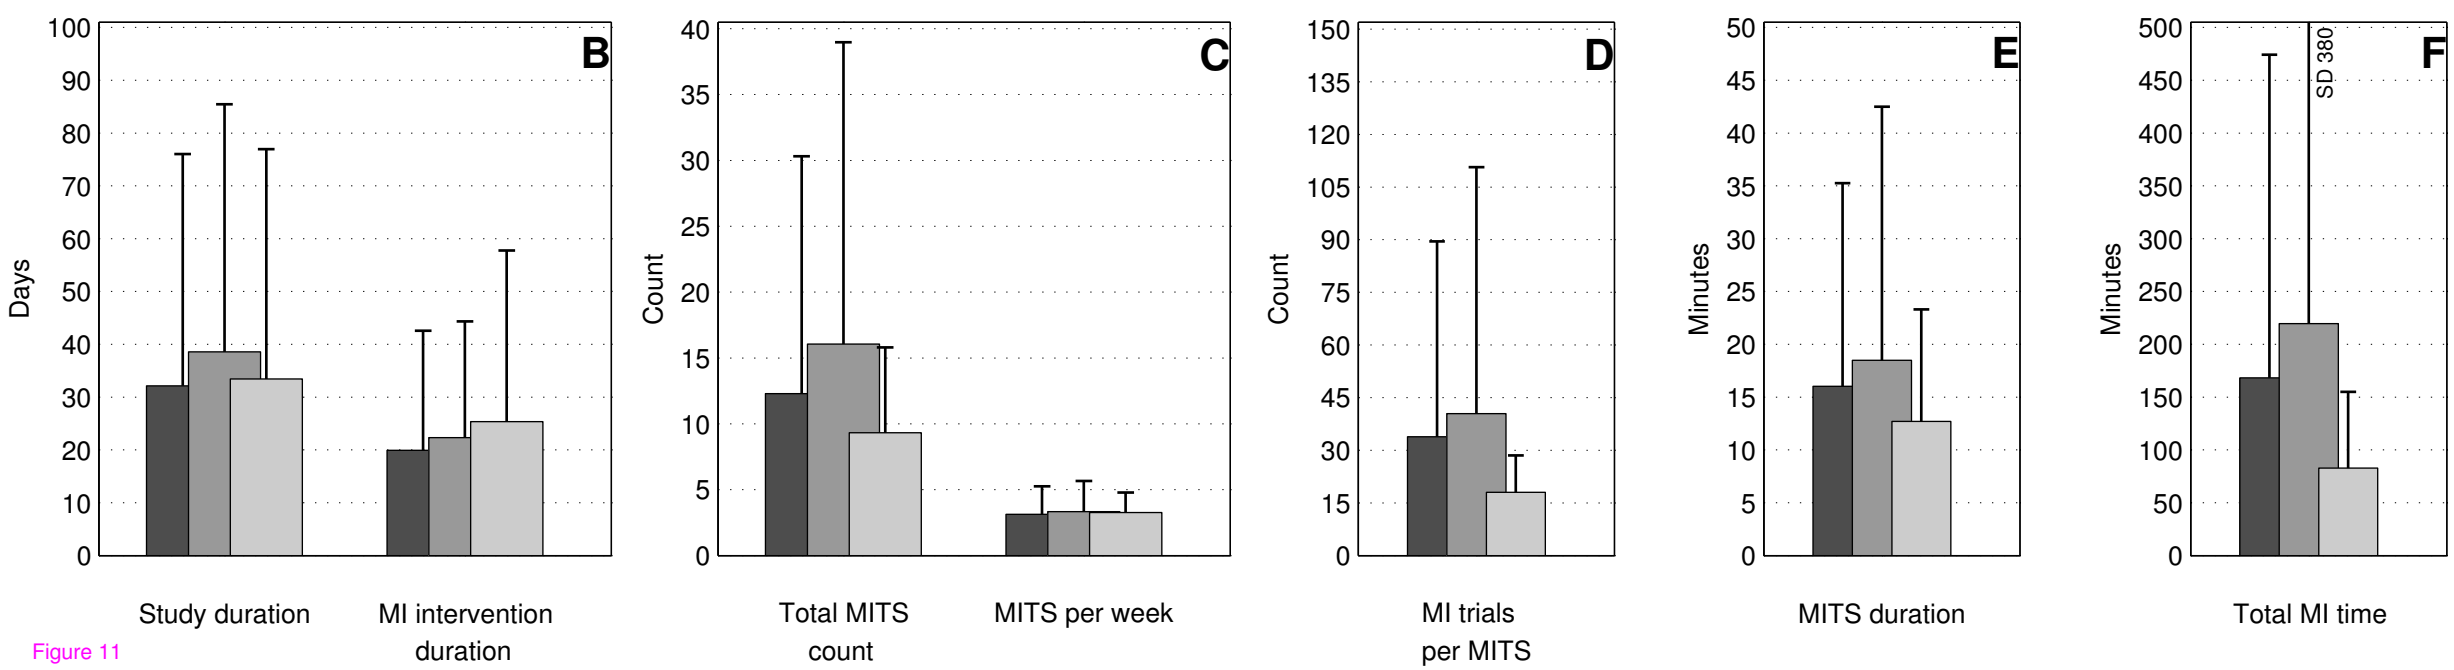 B
100
90
80
70
60
50
40
30
20
10
0
Days
Study duration
MI intervention
duration
C
40
35
30
25
20
15
10
5
0
Count
Total MITS
count
MITS per week
D
150
135
120
105
90
75
60
45
30
15
0
Count
MI trials
per MITS
E
50
45
40
35
30
25
20
15
10
5
0
Minutes
MITS duration
F
500
450
400
350
300
250
200
150
100
50
0
Minutes
SD 380
Total MI time
Figure 11